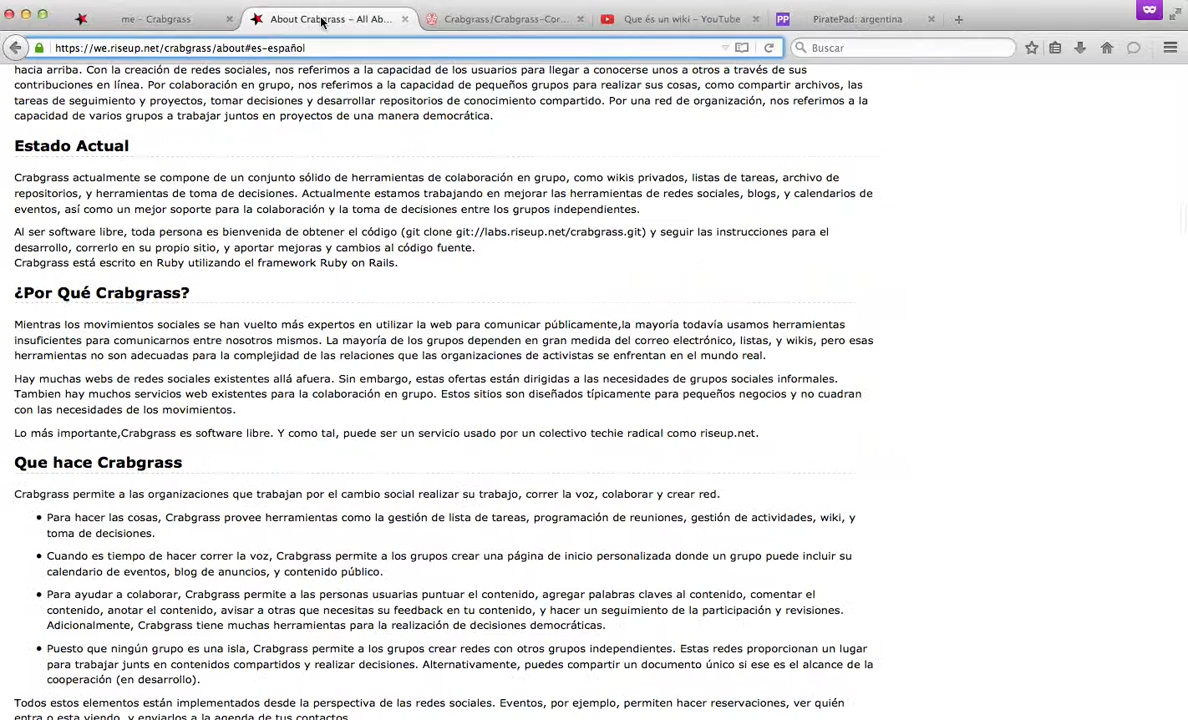 me – Crabgrass
About Crabgrass – All Ab...
Crabgrass/Crabgrass-Cor...
Que és un wiki – YouTube
PP
PiratePad: argentina
https://we.riseup.net/crabgrass/about#es-español
Buscar
hacia arriba. Con la creación de redes sociales, nos referimos a la capacidad de los usuarios para llegar a conocerse unos a otros a través de sus
contribuciones en línea. Por colaboración en grupo, nos referimos a la capacidad de pequeños grupos para realizar sus cosas, como compartir archivos, las
tareas de seguimiento y proyectos, tomar decisiones y desarrollar repositorios de conocimiento compartido. Por una red de organización, nos referimos a la
capacidad de varios grupos a trabajar juntos en proyectos de una manera democrática.
Estado Actual
Crabgrass actualmente se compone de un conjunto sólido de herramientas de colaboración en grupo, como wikis privados, listas de tareas, archivo de
repositorios, y herramientas de toma de decisiones. Actualmente estamos trabajando en mejorar las herramientas de redes sociales, blogs, y calendarios de
eventos, así como un mejor soporte para la colaboración y la toma de decisiones entre los grupos independientes.
Al ser software libre, toda persona es bienvenida de obtener el código (git clone git://labs.riseup.net/crabgrass.git) y seguir las instrucciones para el
desarrollo, correrlo en su propio sitio, y aportar mejoras y cambios al código fuente.
Crabgrass está escrito en Ruby utilizando el framework Ruby on Rails.
¿Por Qué Crabgrass?
Mientras los movimientos sociales se han vuelto más expertos en utilizar la web para comunicar públicamente,la mayoría todavía usamos herramientas
insuficientes para comunicarnos entre nosotros mismos. La mayoría de los grupos dependen en gran medida del correo electrónico, listas, y wikis, pero esas
herramientas no son adecuadas para la complejidad de las relaciones que las organizaciones de activistas se enfrentan en el mundo real.
Hay muchas webs de redes sociales existentes allá afuera. Sin embargo, estas ofertas están dirigidas a las necesidades de grupos sociales informales.
Tambien hay muchos servicios web existentes para la colaboración en grupo. Estos sitios son diseñados típicamente para pequeños negocios y no cuadran
con las necesidades de los movimientos.
Lo más importante,Crabgrass es software libre. Y como tal, puede ser un servicio usado por un colectivo techie radical como riseup.net.
Que hace Crabgrass
Crabgrass permite a las organizaciones que trabajan por el cambio social realizar su trabajo, correr la voz, colaborar y crear red.
• Para hacer las cosas, Crabgrass provee herramientas como la gestión de lista de tareas, programación de reuniones, gestión de actividades, wiki, y
toma de decisiones.
• Cuando es tiempo de hacer correr la voz, Crabgrass permite a los grupos crear una página de inicio personalizada donde un grupo puede incluir su
calendario de eventos, blog de anuncios, y contenido público.
• Para ayudar a colaborar, Crabgrass permite a las personas usuarias puntuar el contenido, agregar palabras claves al contenido, comentar el
contenido, anotar el contenido, avisar a otras que necesitas su feedback en tu contenido, y hacer un seguimiento de la participación y revisiones.
Adicionalmente, Crabgrass tiene muchas herramientas para la realización de decisiones democráticas.
• Puesto que ningún grupo es una isla, Crabgrass permite a los grupos crear redes con otros grupos independientes. Estas redes proporcionan un lugar
para trabajar junts en contenidos compartidos y realizar decisiones. Alternativamente, puedes compartir un documento único si ese es el alcance de la
cooperación (en desarrollo).
Todos estos elementos están implementados desde la perspectiva de las redes sociales. Eventos, por ejemplo, permiten hacer reservaciones, ver quién
entra o esta viendo, y enviarlos a la agenda de tus contactos.